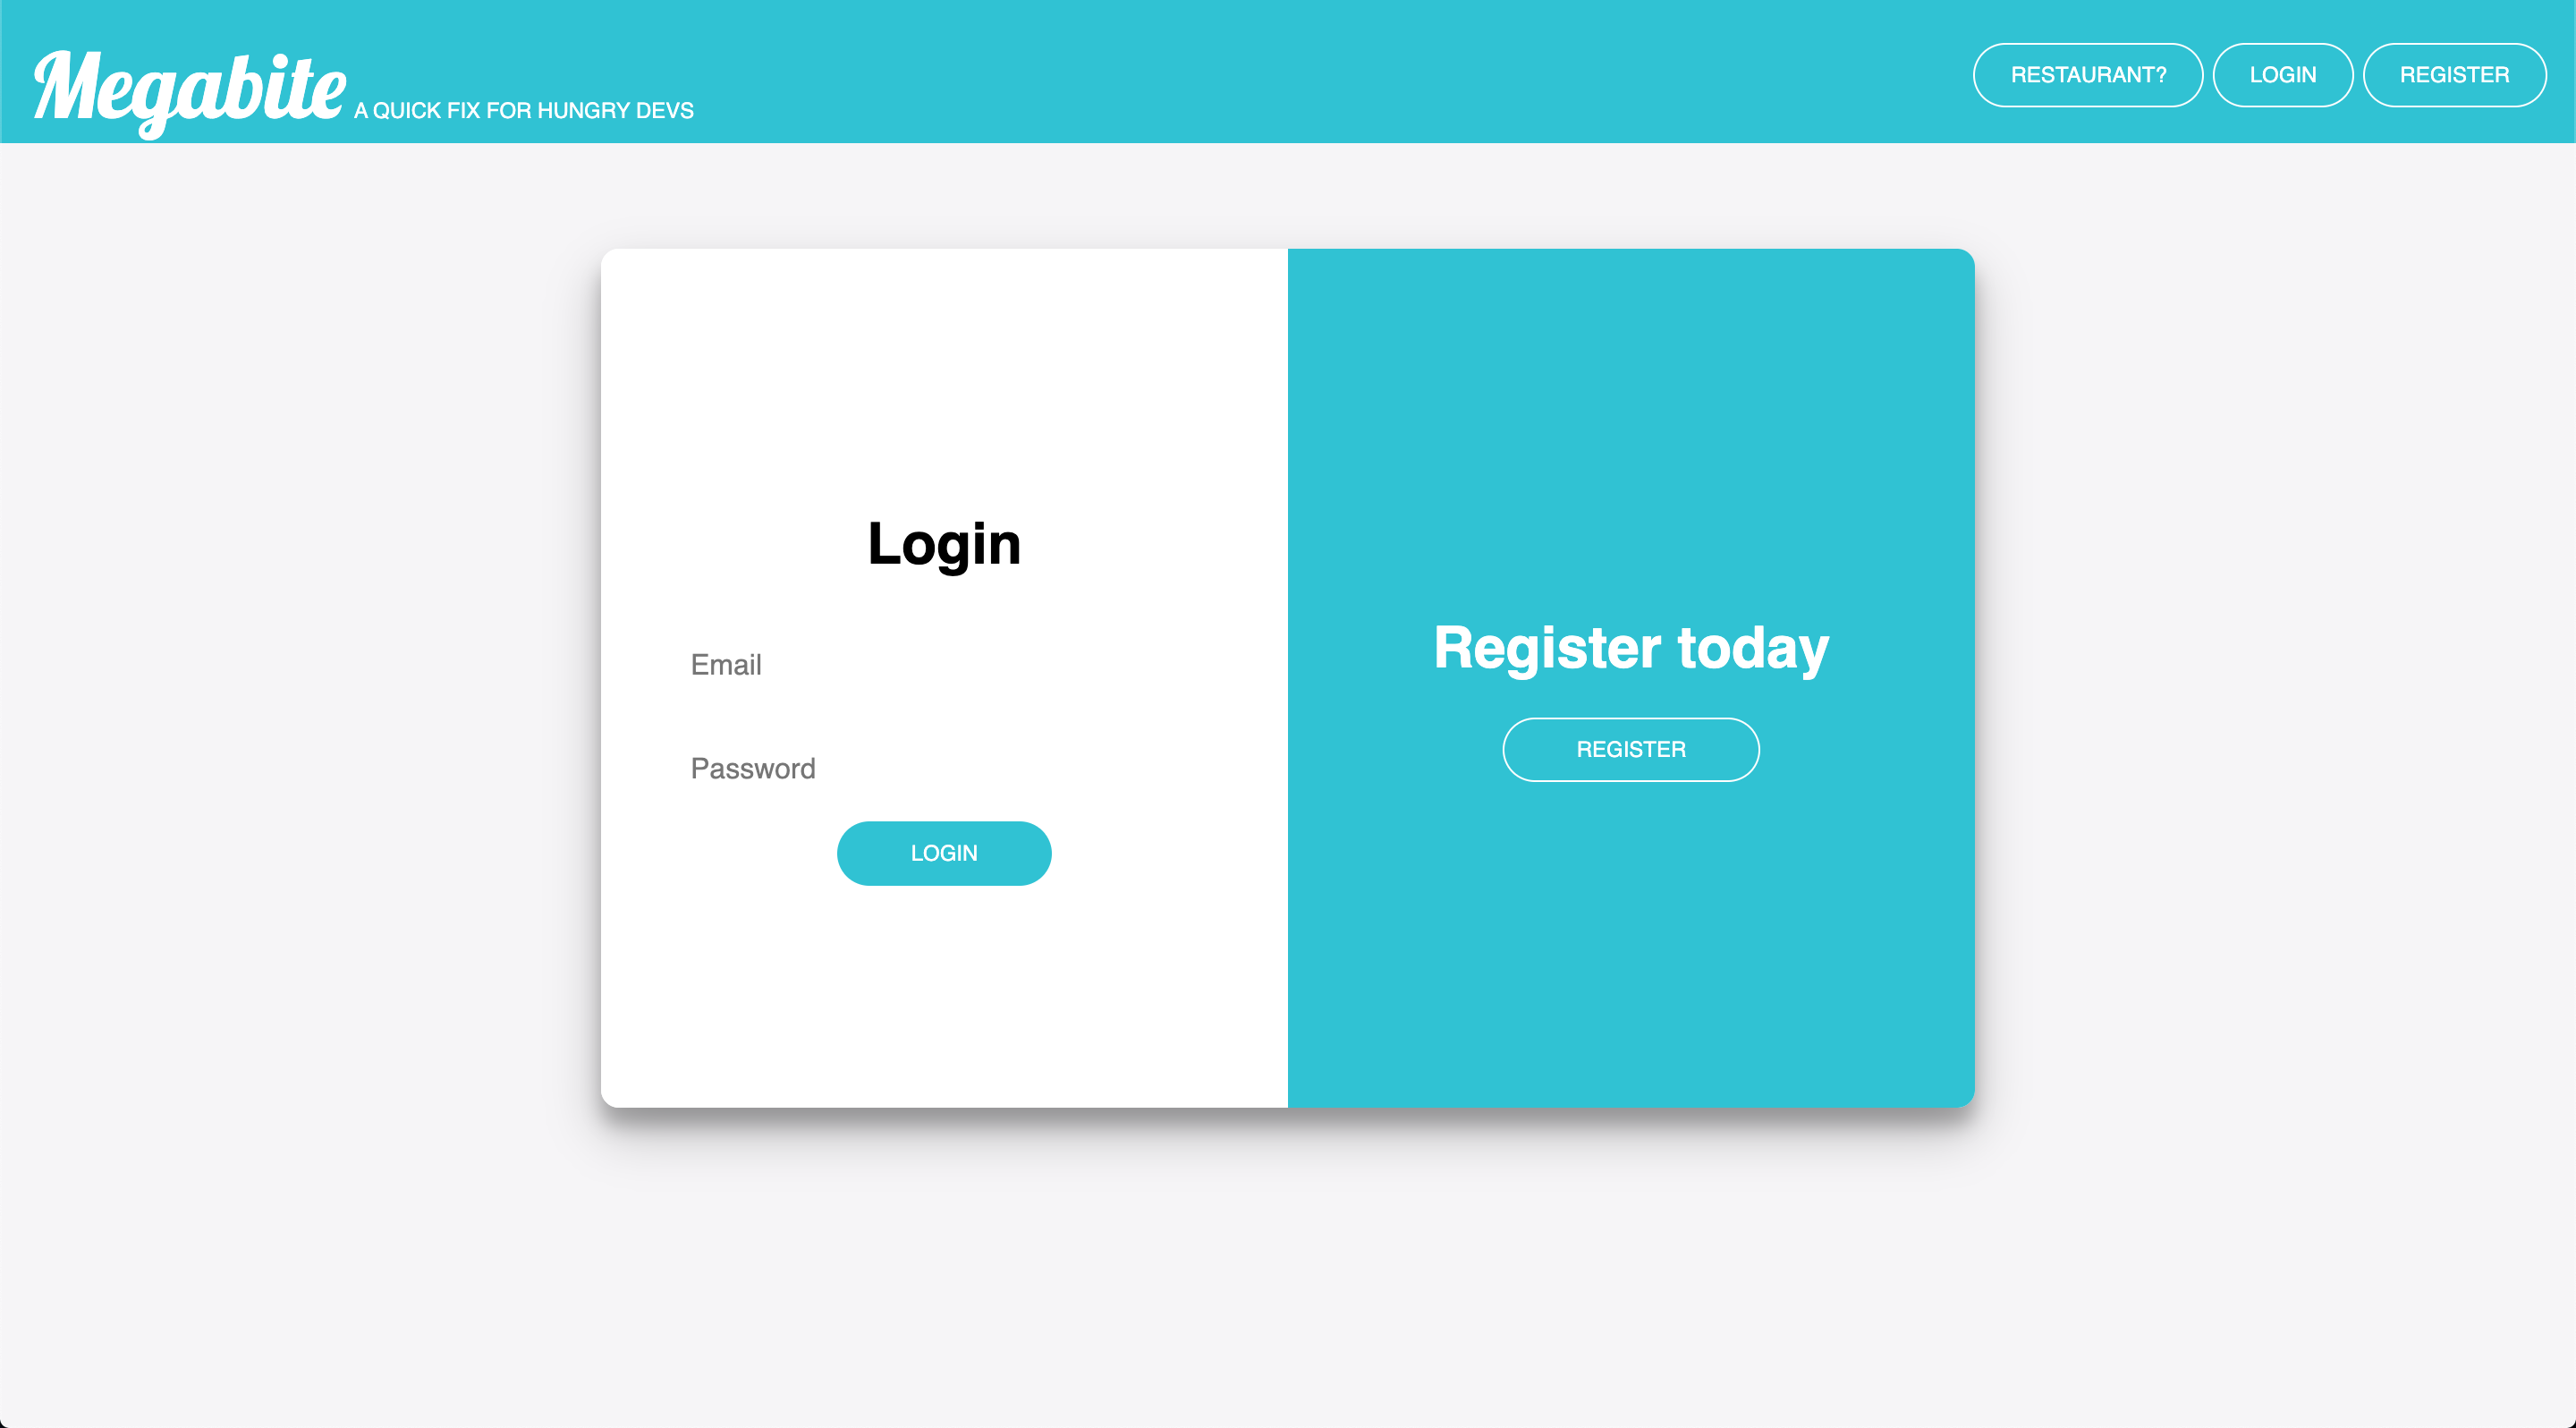 Megabite A QUICK FIX FOR HUNGRY DEVS
RESTAURANT? LOGIN REGISTER
Login
Email
Password
LOGIN
Register today
REGISTER